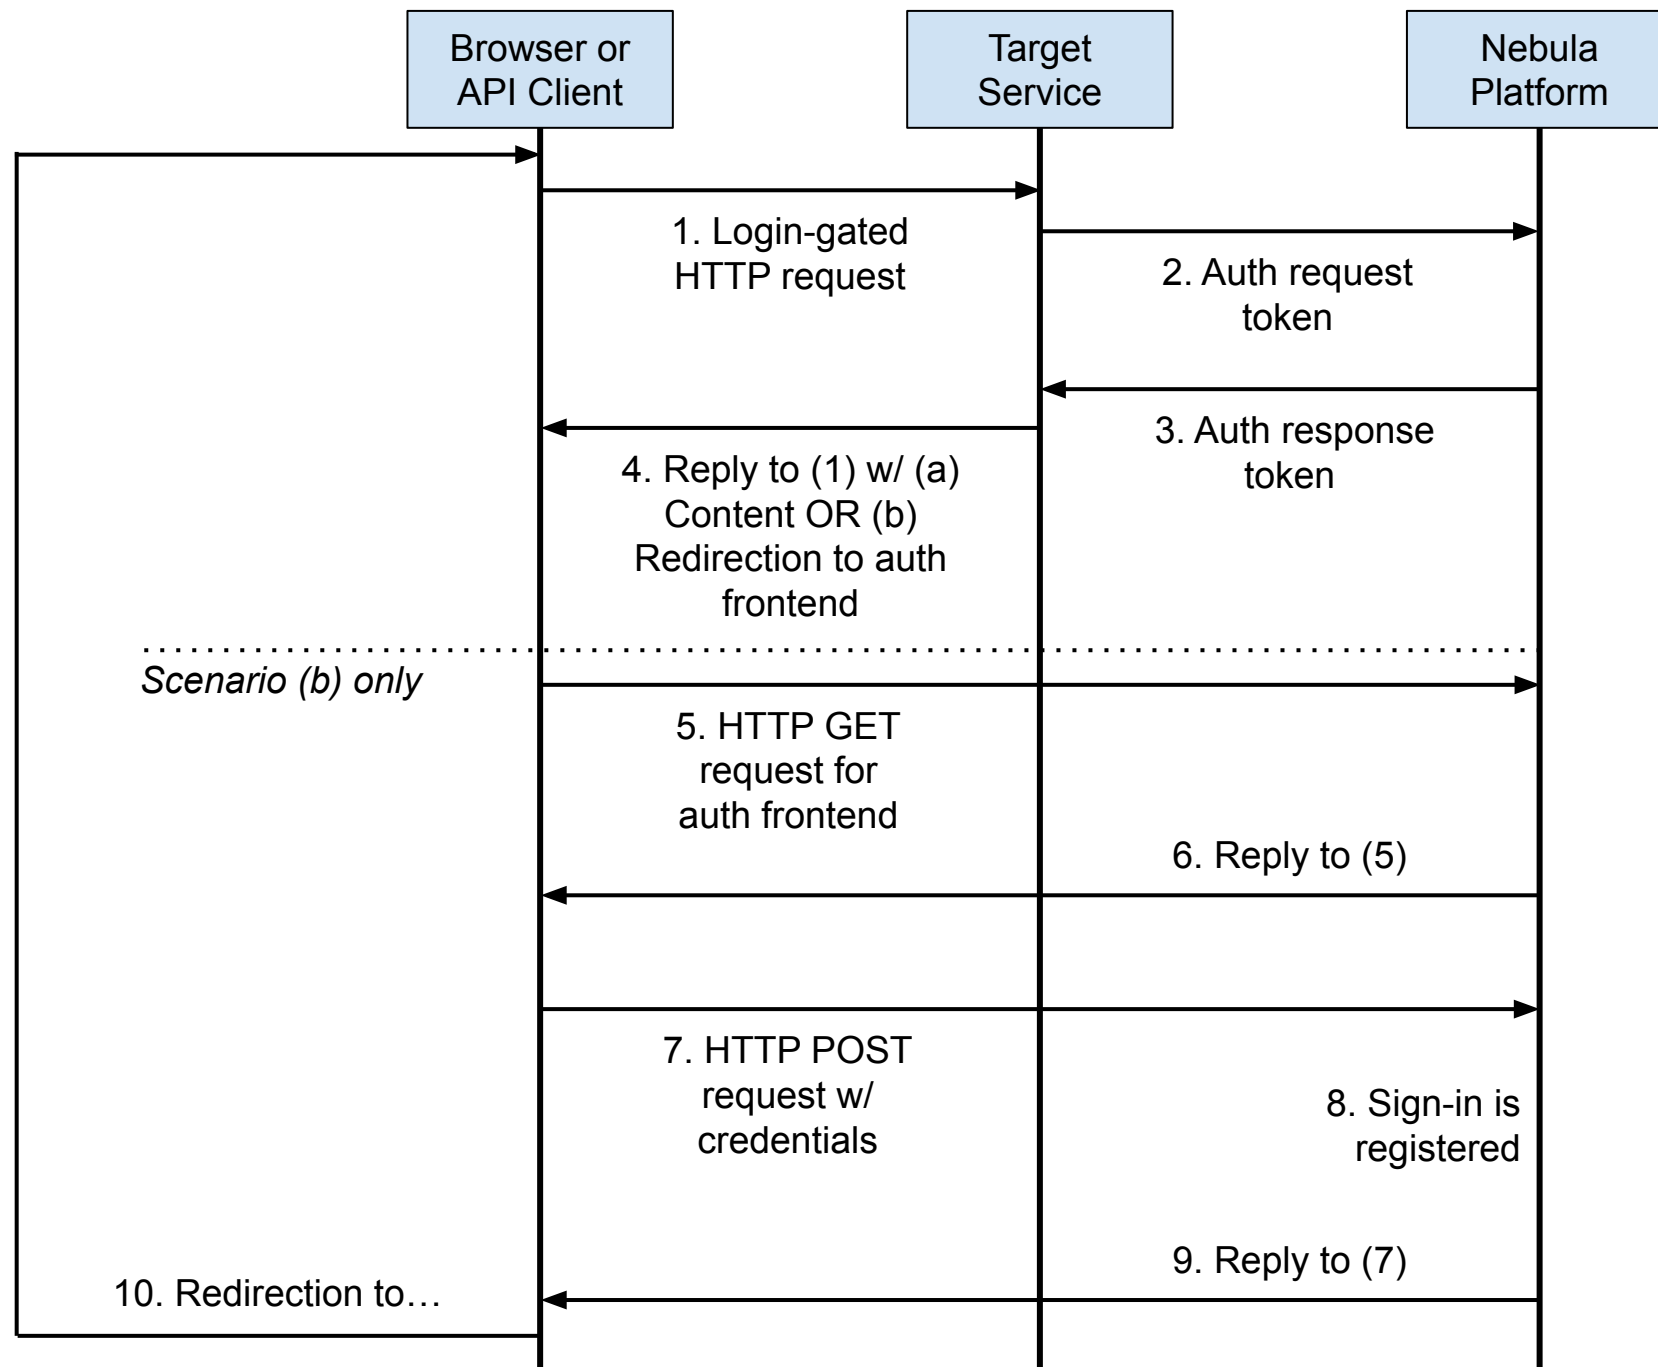 Browser or
API Client
Target
Service
Nebula
Platform
1. Login-gated
HTTP request
2. Auth request
token
3. Auth response
token
4. Reply to (1) w/ (a)
Content OR (b)
Redirection to auth
frontend
Scenario (b) only
5. HTTP GET
request for
auth frontend
6. Reply to (5)
7. HTTP POST
request w/
credentials
8. Sign-in is
registered
9. Reply to (7)
10. Redirection to…